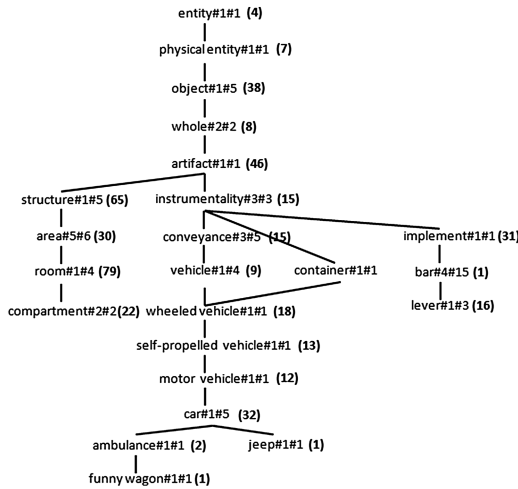 entity#1#1 (4)
physical entity#1#1 (7)
object#1#5 (38)
whole#2#2 (8)
artifact#1#1 (46)
structure#1#5 (65) instrumentality#3#3 (15)
area#5#6 (30) conveyance#3#5 (15) implement#1#1 (31)
room#1#4 (79) vehicle#1#4 (9) container#1#1 bar#4#15 (1)
compartment#2#2(22) wheeled vehicle#1#1 (18) lever#1#3 (16)
self-propelled vehicle#1#1 (13)
motor vehicle#1#1 (12)
car#1#5 (32)
ambulance#1#1 (2) jeep#1#1 (1)
funny wagon#1#1 (1)